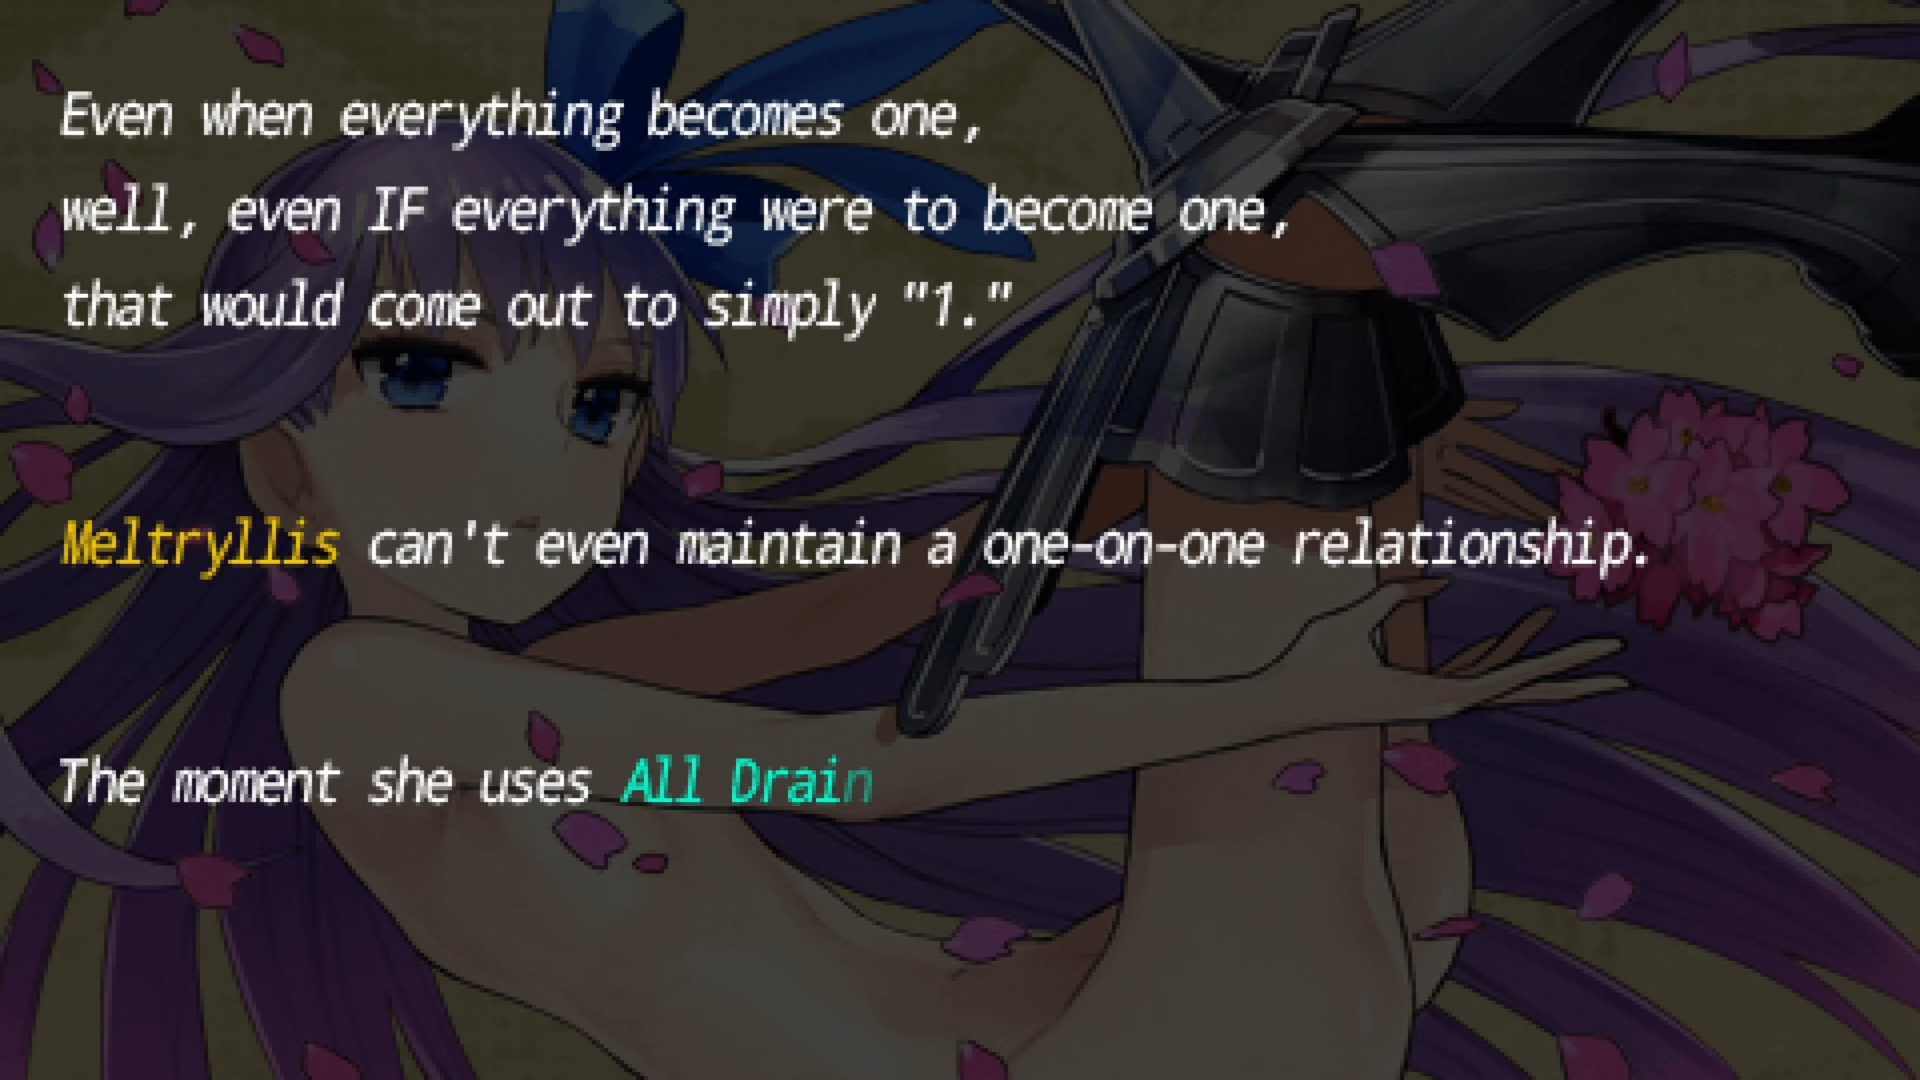 Even when everything becomes one,
well, even IF everything were to become one,
that would come out to simply "1."
Meltryllis can't even maintain a one-on-one relationship.
The moment she uses All Drain